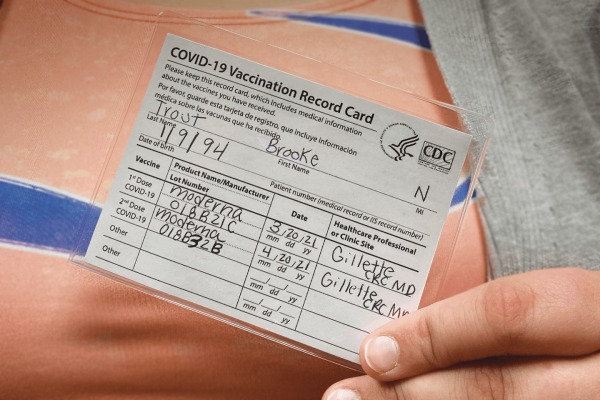 COVID-19 Vaccination Record Card
Please keep this record card, which includes medical information
about the vaccines you have received.
Por favor, guarde esta tarjeta de registro, que incluye información
médica sobre las vacunas que ha recibido.
CDC
Trout Brooke N
Last Name First Name MI
1/9/94
Date of birth Patient number (medical record or IIS record number)
Vaccine Product Name/Manufacturer Date Healthcare Professional
Lot Number or Clinic Site
1st Dose moderna 3/20/21 Gillette
COVID-19 018B21C mm dd yy CRC MD
2nd Dose moderna 4/20/21 Gillette
COVID-19 mm dd yy CRC
Other mm dd yy
Other mm dd yy